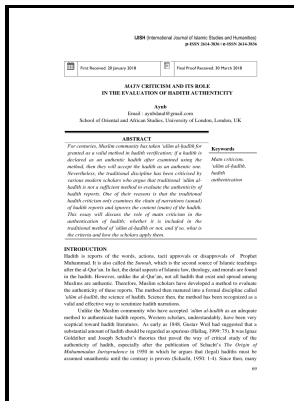 IJISH (International Journal of Islamic Studies and Humanities)
p-ISSN 2614-3836
First Received: 20 January 2018
Final Proof Received: 30 March 2018
MATN CRITICISM AND ITS ROLE
IN THE EVALUATION OF HADITH AUTHENTICITY
Ayub
Email : ayubdaud@gmail.com
School of Oriental and African Studies, University of London, London, UK
ABSTRACT
For centuries, Muslim community has taken 'ulūm al-ḥadīth for
granted as a valid method in hadith verification; if a hadith is
declared as an authentic hadith after examined using the
method, then they will accept the hadith as an authentic one.
Nevertheless, the traditional discipline has been criticised by
various modern scholars who argue that traditional 'ulūm al-
ḥadīth is not a sufficient method to evaluate the authenticity of
hadith reports. One of their reasons is that the traditional
hadith criticism only examines the chain of narrations (sanad)
of hadith reports and ignores the content (matn) of the hadith.
This essay will discuss the role of matn criticism in the
authentication of hadith; whether it is included in the
traditional method of 'ulūm al-ḥadīth or not, and if so, what is
the criteria and how the scholars apply them.
Keywords
Matn criticism,
'ulūm al-ḥadīth,
hadith
authentication
INTRODUCTION
Hadith is reports of the words, actions, tacit approvals or disapprovals of Prophet
Muhammad. It is also called the Sunnah, which is the second source of Islamic teachings
after the al-Qur'an. In fact, the detail aspects of Islamic law, theology, and morals are found
in the hadith. However, unlike the al-Qur'an, not all hadith that exist and spread among
Muslims are authentic. Therefore, Muslim scholars have developed a method to evaluate
the authenticity of these reports. The method then matured into a formal discipline called
'ulūm al-ḥadīth, the science of hadith. Since then, the method has been recognized as a
valid and effective way to scrutinize hadith narrations.
Unlike the Muslim community who have accepted 'ulūm al-ḥadīth as an adequate
method to authenticate hadith reports, Western scholars, understandably, have been very
sceptical toward hadith literatures. As early as 1848, Gustav Weil had suggested that a
substantial amount of hadith should be regarded as spurious (Hallaq, 1999: 75). It was Ignaz
Goldziher and Joseph Schacht's theories that paved the way of critical study of the
authenticity of hadith, especially after the publication of Schacht's The Origin of
Muhammadan Jurisprudence in 1950 in which he argues that (legal) hadiths must be
assumed unauthentic until the contrary is proven (Schacht, 1950: 1-4). Since then, many
69